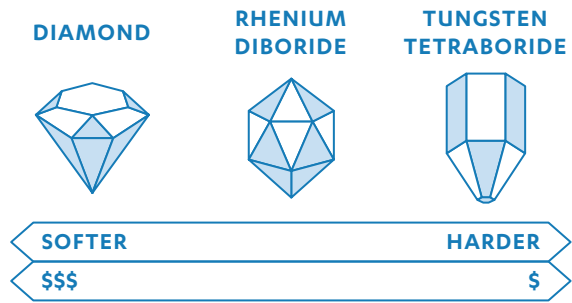 DIAMOND
RHENIUM
DIBORIDE
TUNGSTEN
TETRABORIDE
SOFTER
HARDER
$$$
$